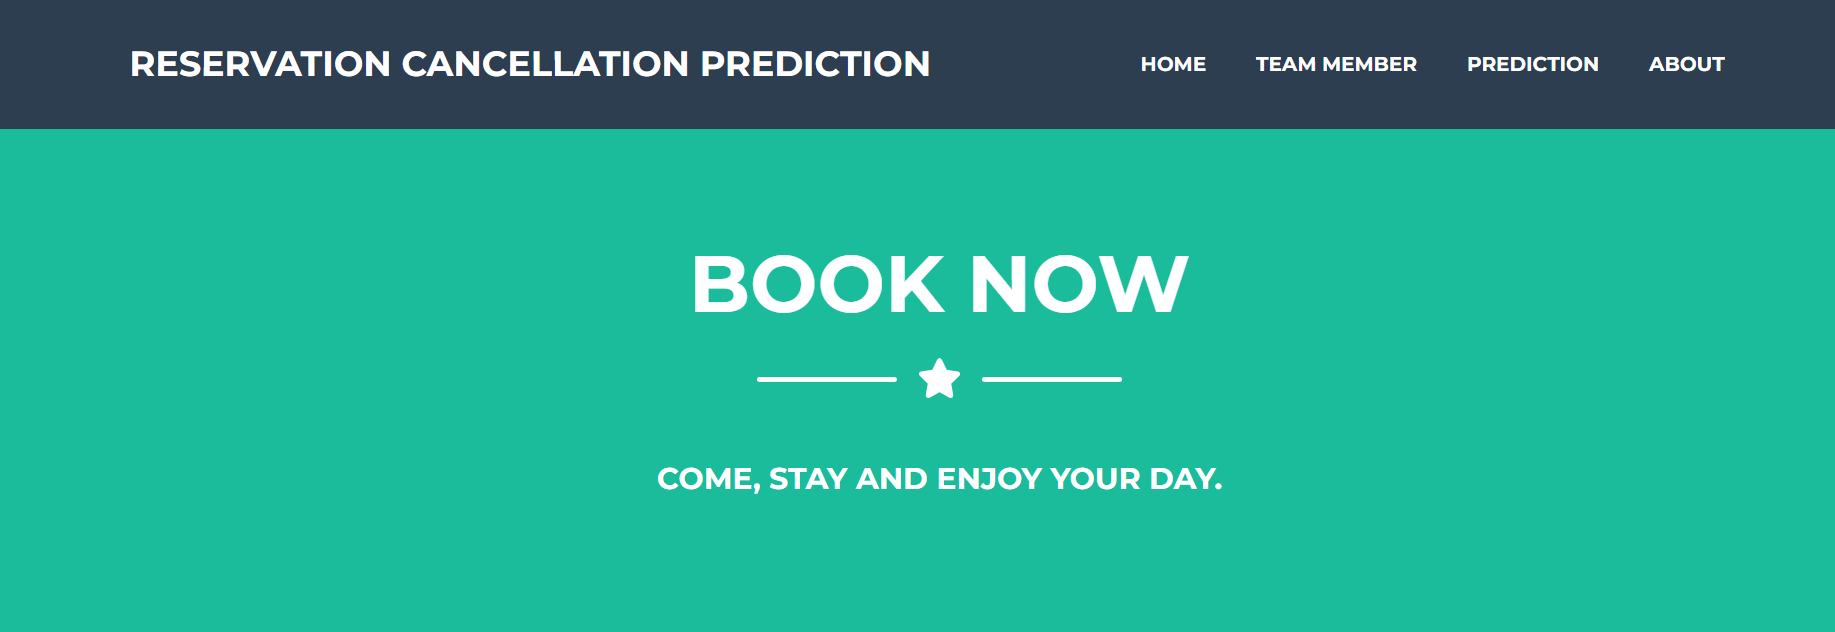 RESERVATION CANCELLATION PREDICTION
HOME TEAM MEMBER PREDICTION ABOUT
BOOK NOW
COME, STAY AND ENJOY YOUR DAY.